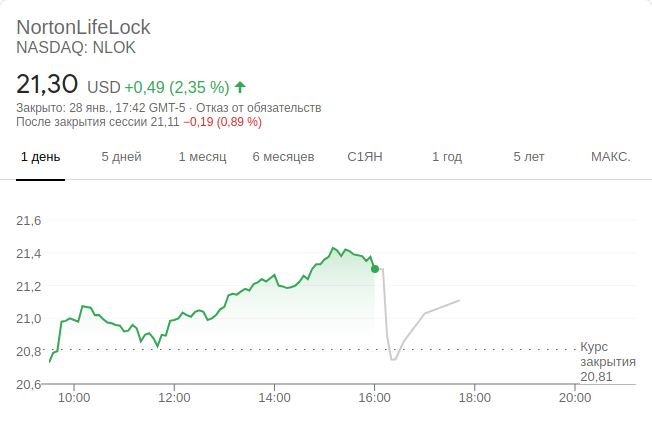 NortonLifeLock
NASDAQ: NLOK
21,30 USD +0,49 (2,35 %)
Закрыто: 28 янв., 17:42 GMT-5 · Отказ от обязательств
После закрытия сессии 21,11 −0,19 (0,89 %)
1 день 5 дней 1 месяц 6 месяцев С1ЯН 1 год 5 лет МАКС.
21,6
21,4
21,2
21,0
20,8
20,6
Курс
закрытия
20,81
10:00 12:00 14:00 16:00 18:00 20:00